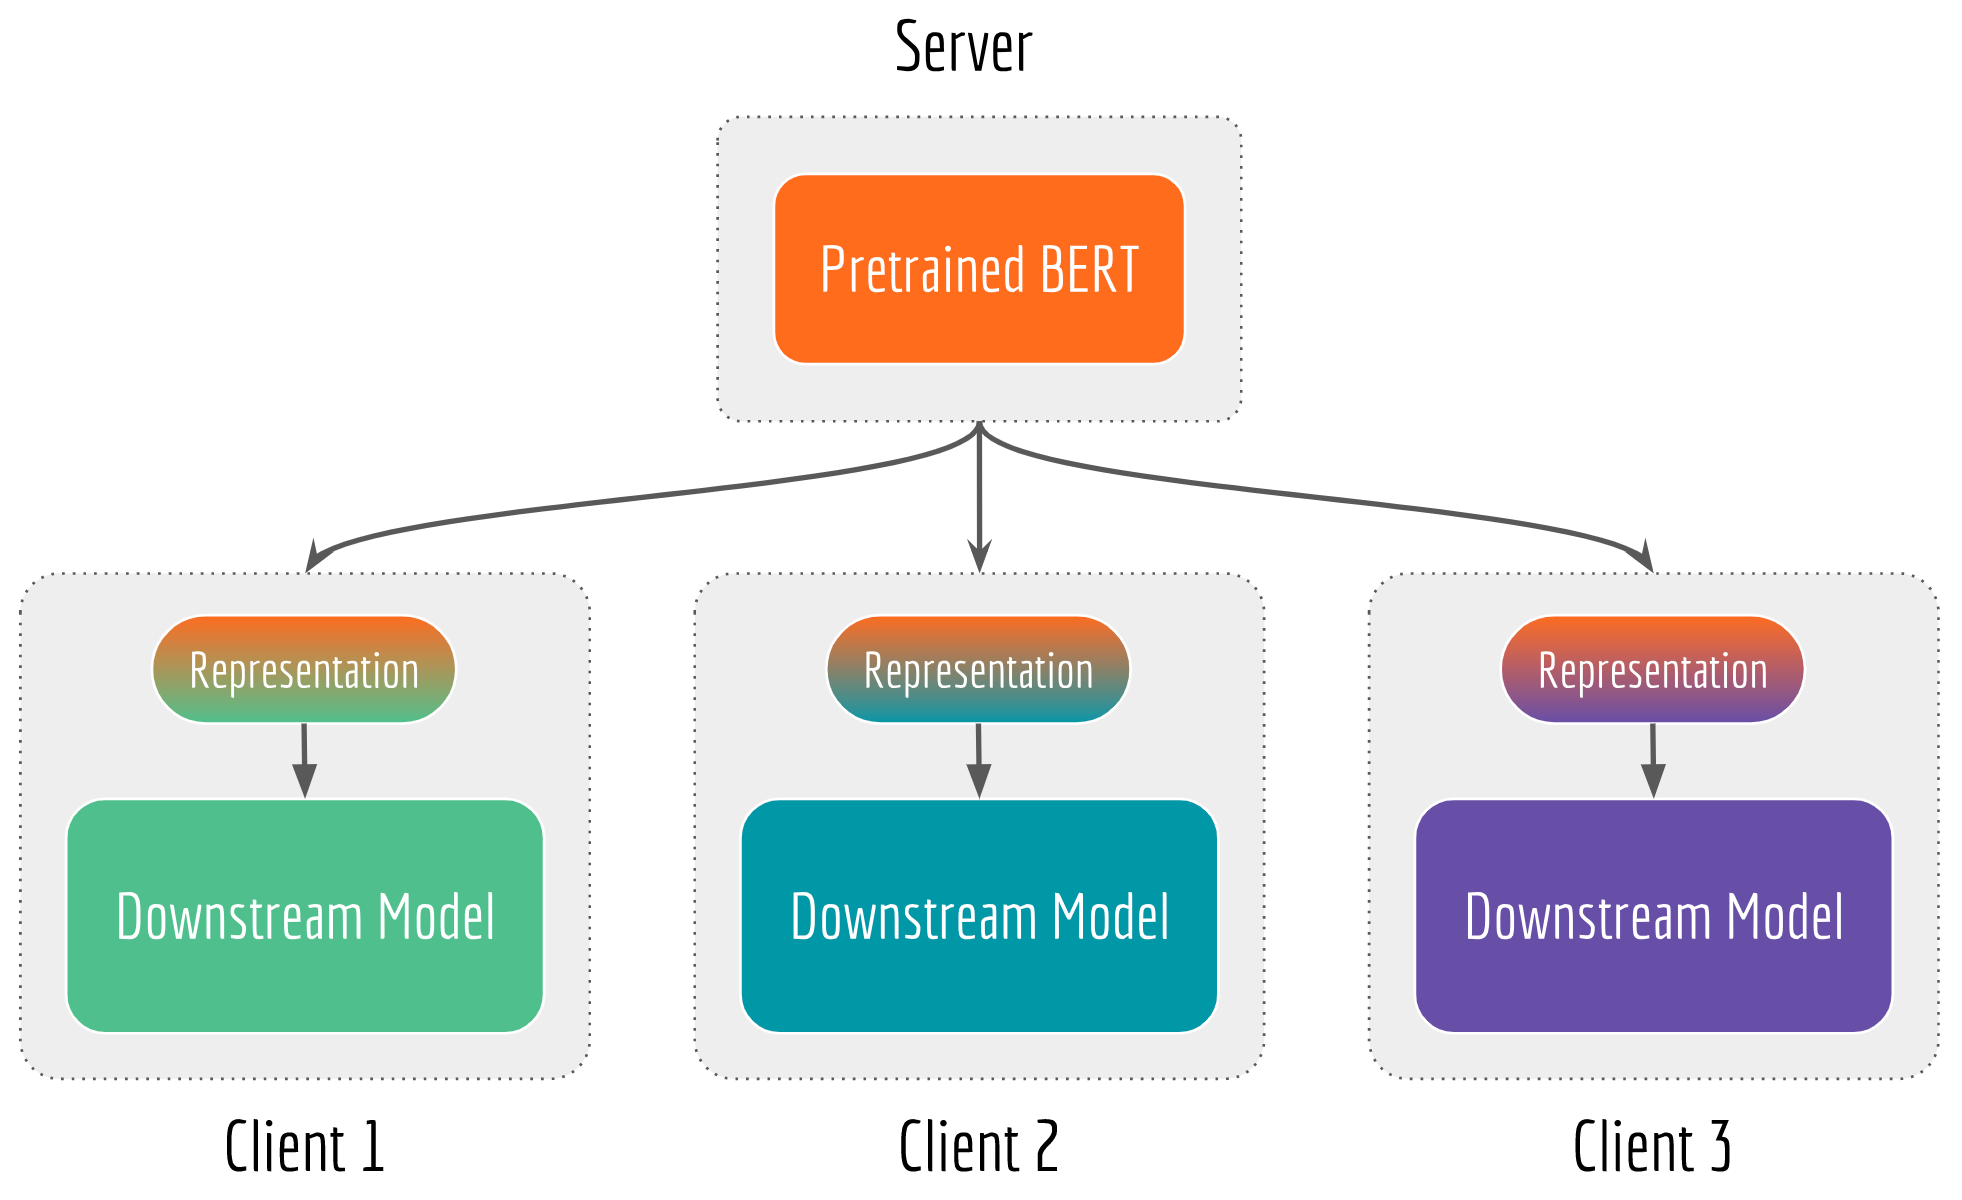 Server
Pretrained BERT
Representation
Representation
Representation
Downstream Model
Downstream Model
Downstream Model
Client 1
Client 2
Client 3